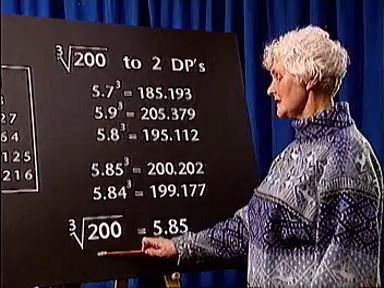 ∛200 to 2 DP's
5.7³ = 185.193
5.9³ = 205.379
5.8³ = 195.112
5.85³ = 200.202
5.84³ = 199.177
∛200 = 5.85
27
64
125
216